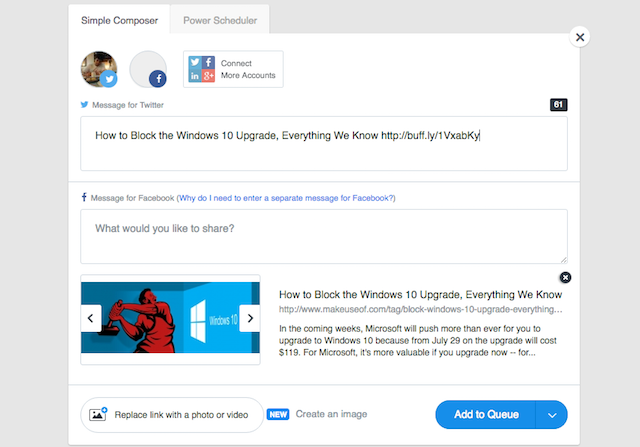 Simple Composer
Power Scheduler
Connect
More Accounts
Message for Twitter
61
How to Block the Windows 10 Upgrade, Everything We Know http://buff.ly/1VxabKy
Message for Facebook (Why do I need to enter a separate message for Facebook?)
What would you like to share?
Windows 10
How to Block the Windows 10 Upgrade, Everything We Know
http://www.makeuseof.com/tag/block-windows-10-upgrade-everything...
In the coming weeks, Microsoft will push more than ever for you to
upgrade to Windows 10 because from July 29 on the upgrade will cost
$119. For Microsoft, it's more valuable if you upgrade now -- for...
Replace link with a photo or video
NEW
Create an image
Add to Queue